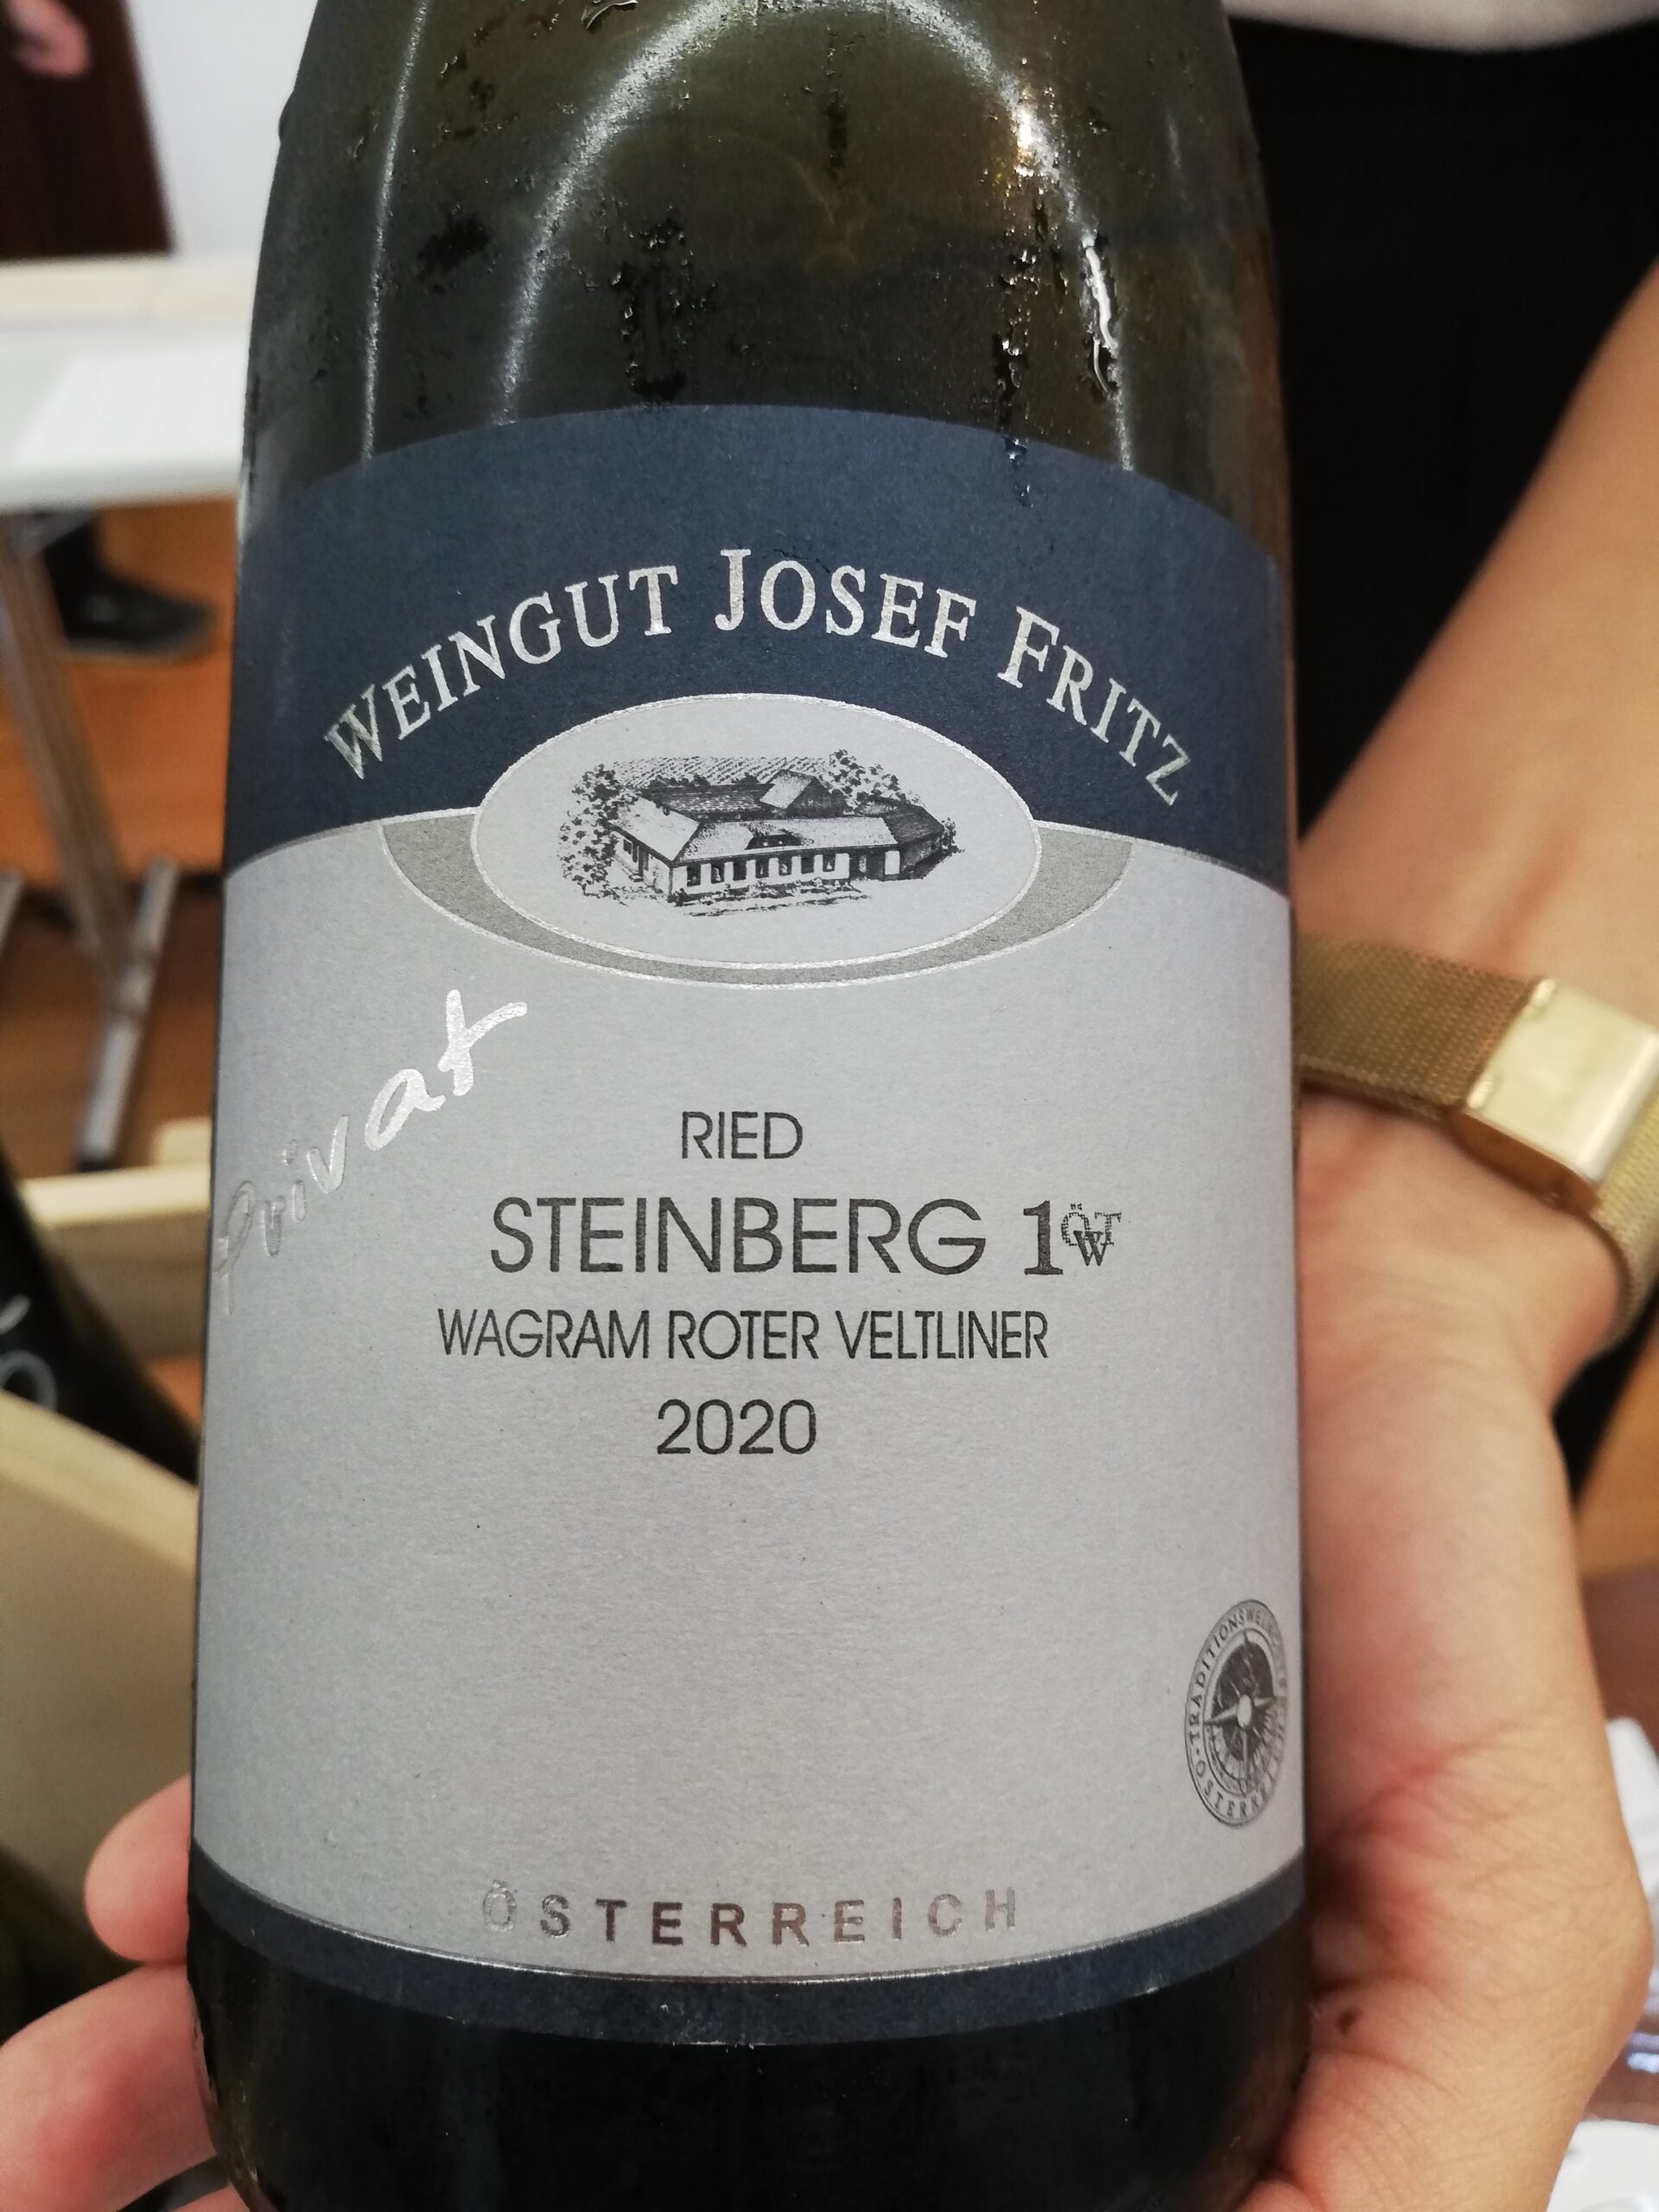 WEINGUT JOSEF FRITZ
Privat
RIED
STEINBERG 1ÖTW
WAGRAM ROTER VELTLINER
2020
ÖSTERREICH